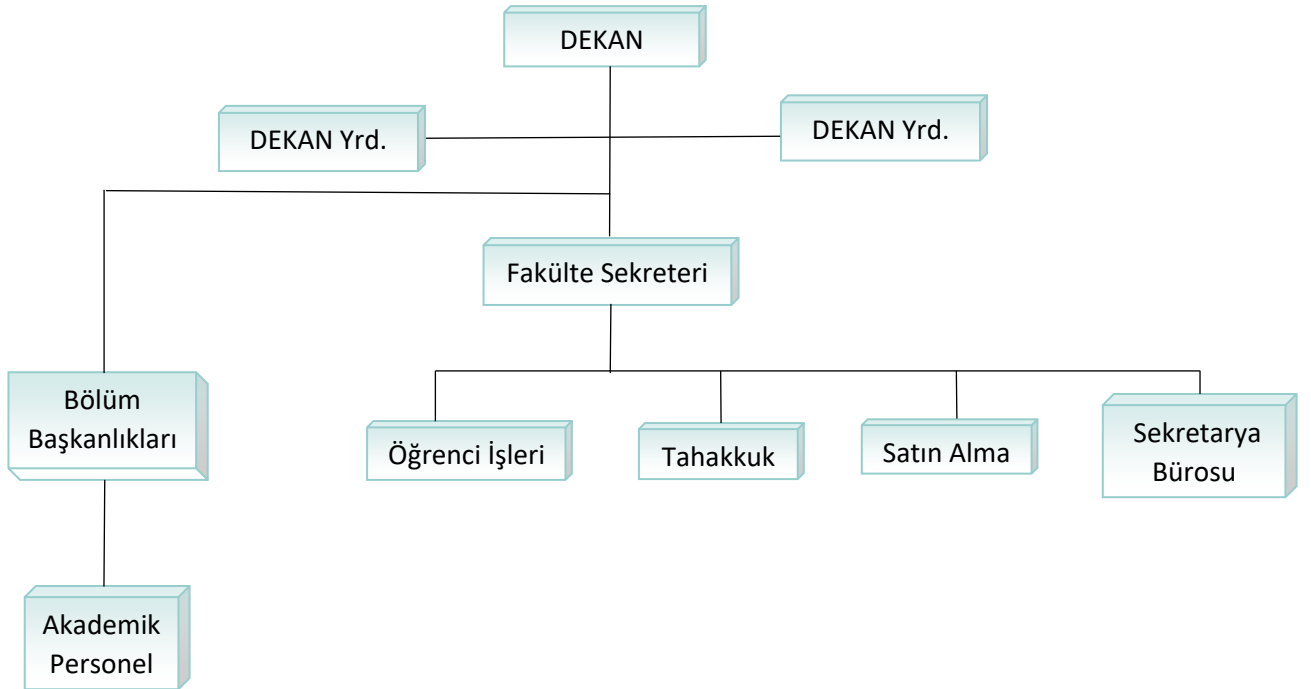 DEKAN
DEKAN Yrd.
DEKAN Yrd.
Fakülte Sekreteri
Bölüm
Başkanlıkları
Öğrenci İşleri
Tahakkuk
Satın Alma
Sekretarya
Bürosu
Akademik
Personel